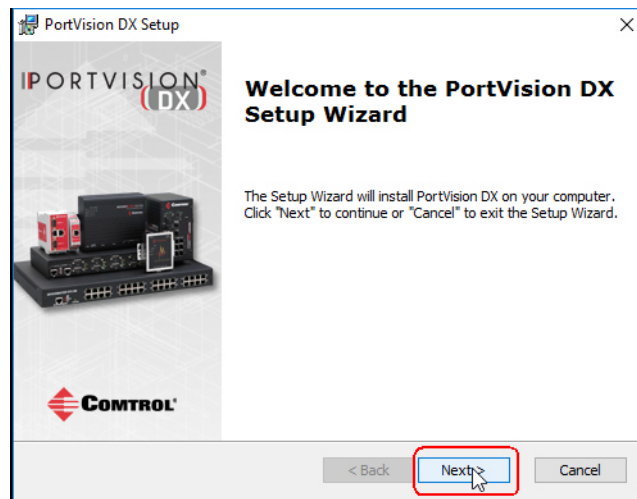 PortVision DX Setup
PORTVISION®
(DX)
Welcome to the PortVision DX
Setup Wizard
The Setup Wizard will install PortVision DX on your computer.
Click "Next" to continue or "Cancel" to exit the Setup Wizard.
COMTROL®
< Back
Next >
Cancel